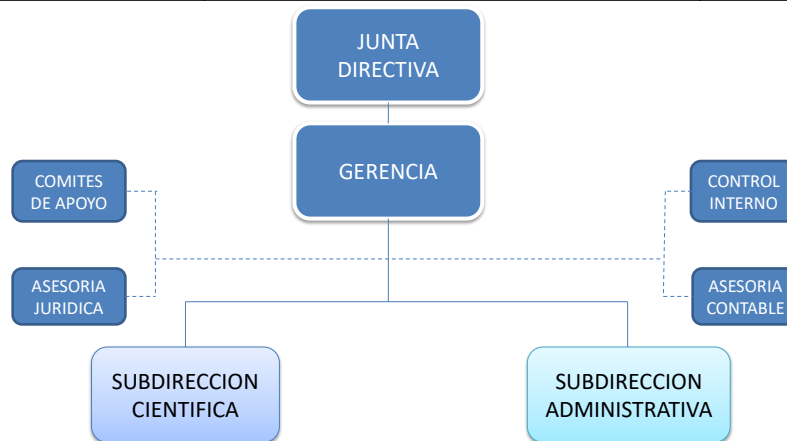 JUNTA
DIRECTIVA
GERENCIA
COMITES
DE APOYO
CONTROL
INTERNO
ASESORIA
JURIDICA
ASESORIA
CONTABLE
SUBDIRECCION
CIENTIFICA
SUBDIRECCION
ADMINISTRATIVA